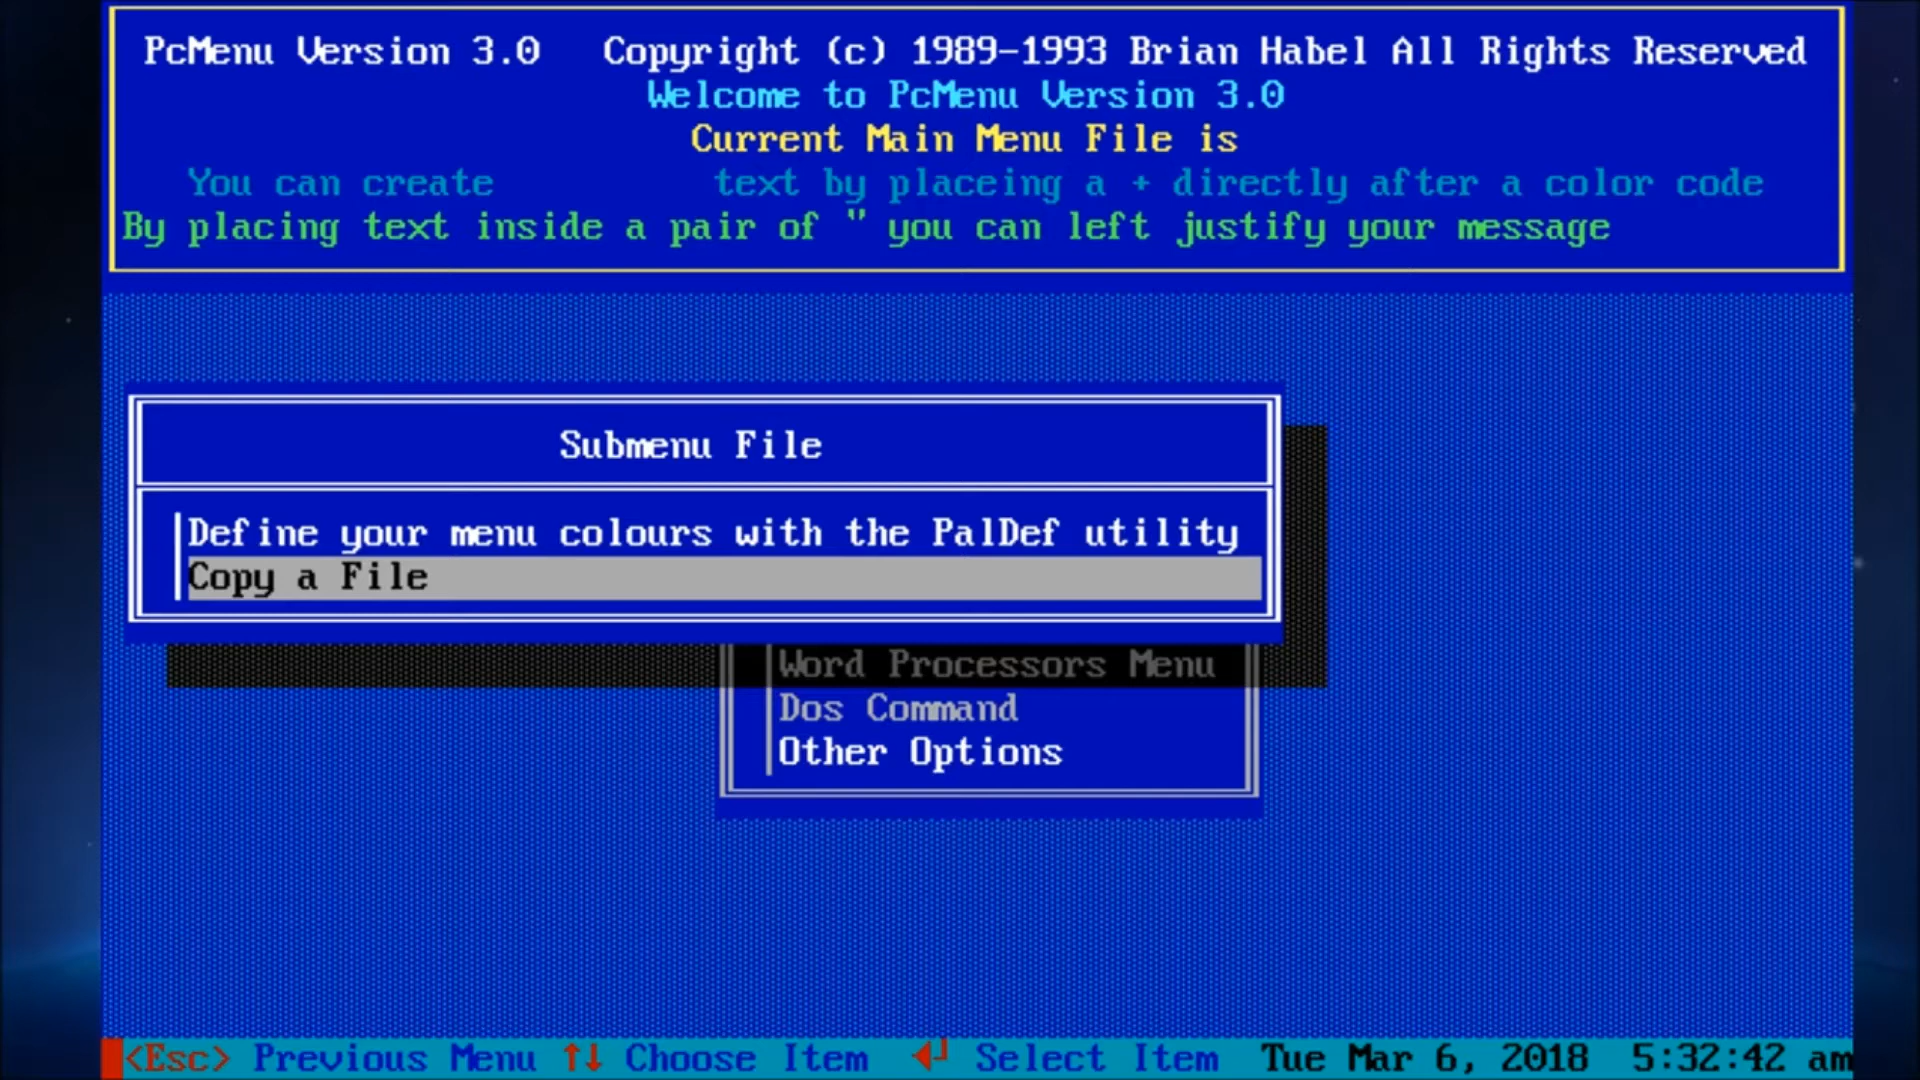 PcMenu Version 3.0 Copyright (c) 1989-1993 Brian Habel All Rights Reserved
Welcome to PcMenu Version 3.0
Current Main Menu File is
You can create text by placeing a + directly after a color code
By placing text inside a pair of " you can left justify your message
Submenu File
Define your menu colours with the PalDef utility
Copy a File
Word Processors Menu
Dos Command
Other Options
<Esc> Previous Menu ↑↓ Choose Item ◄┘ Select Item Tue Mar 6, 2018 5:32:42 am